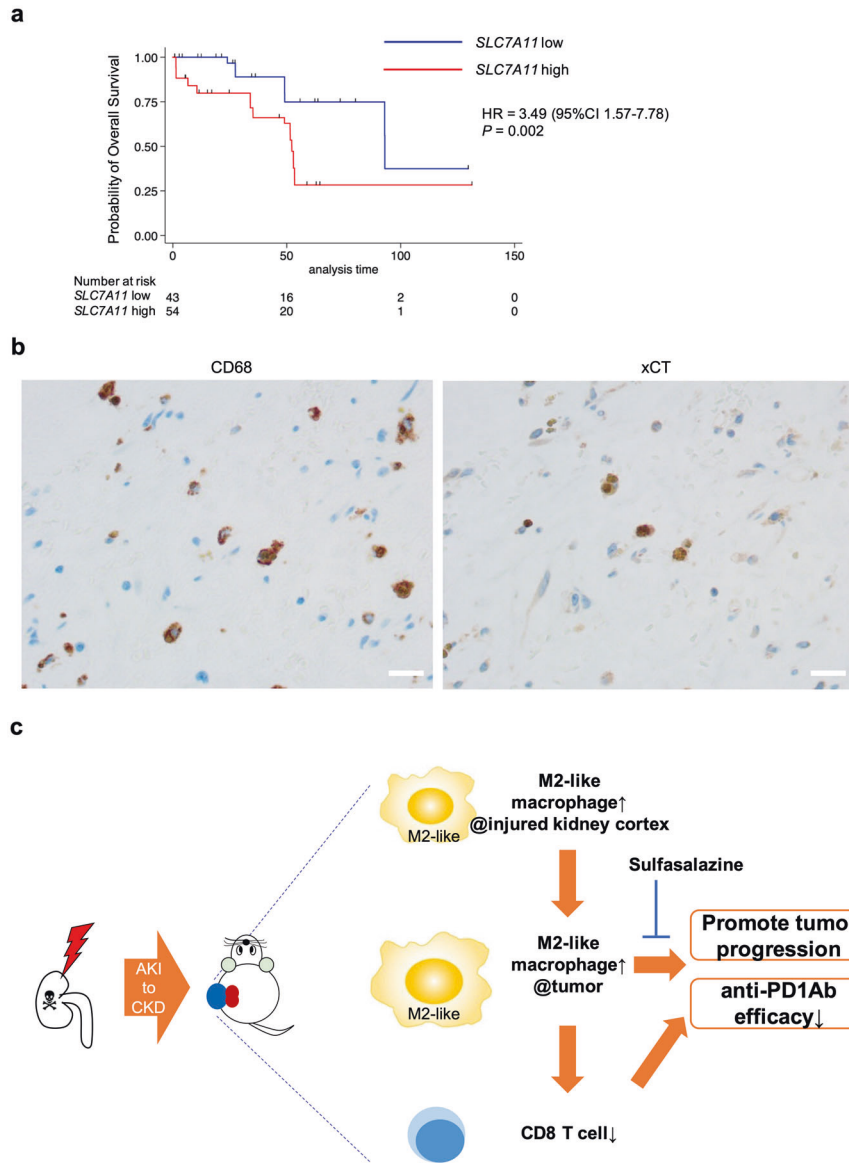 a
SLC7A11 low
SLC7A11 high
HR = 3.49 (95%CI 1.57-7.78)
P = 0.002
Probability of Overall Survival
1.00
0.75
0.50
0.25
0.00
0 50 100 150
analysis time
Number at risk
SLC7A11 low 43 16 2 0
SLC7A11 high 54 20 1 0
b
CD68 xCT
c
M2-like
M2-like
macrophage↑
@injured kidney cortex
Sulfasalazine
AKI
to
CKD
M2-like
M2-like
macrophage↑
@tumor
Promote tumo
progression
anti-PD1Ab
efficacy↓
CD8 T cell↓